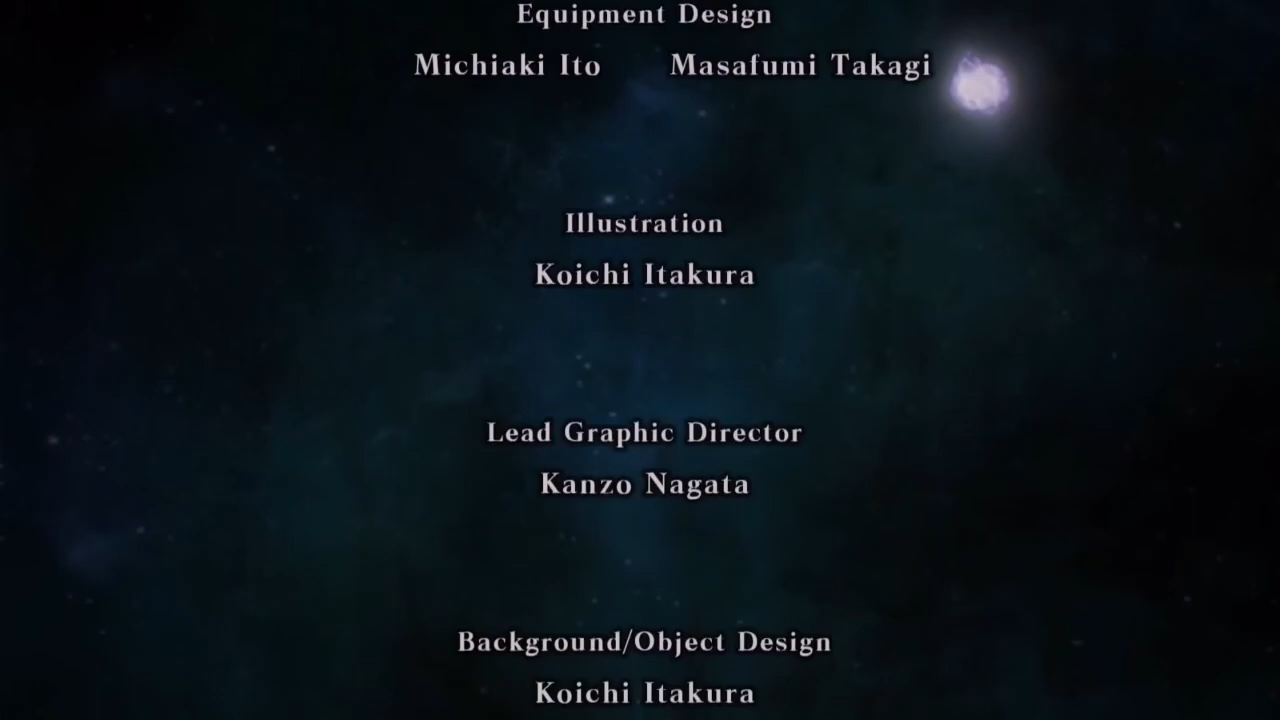 Equipment Design
Michiaki Ito Masafumi Takagi
Illustration
Koichi Itakura
Lead Graphic Director
Kanzo Nagata
Background/Object Design
Koichi Itakura